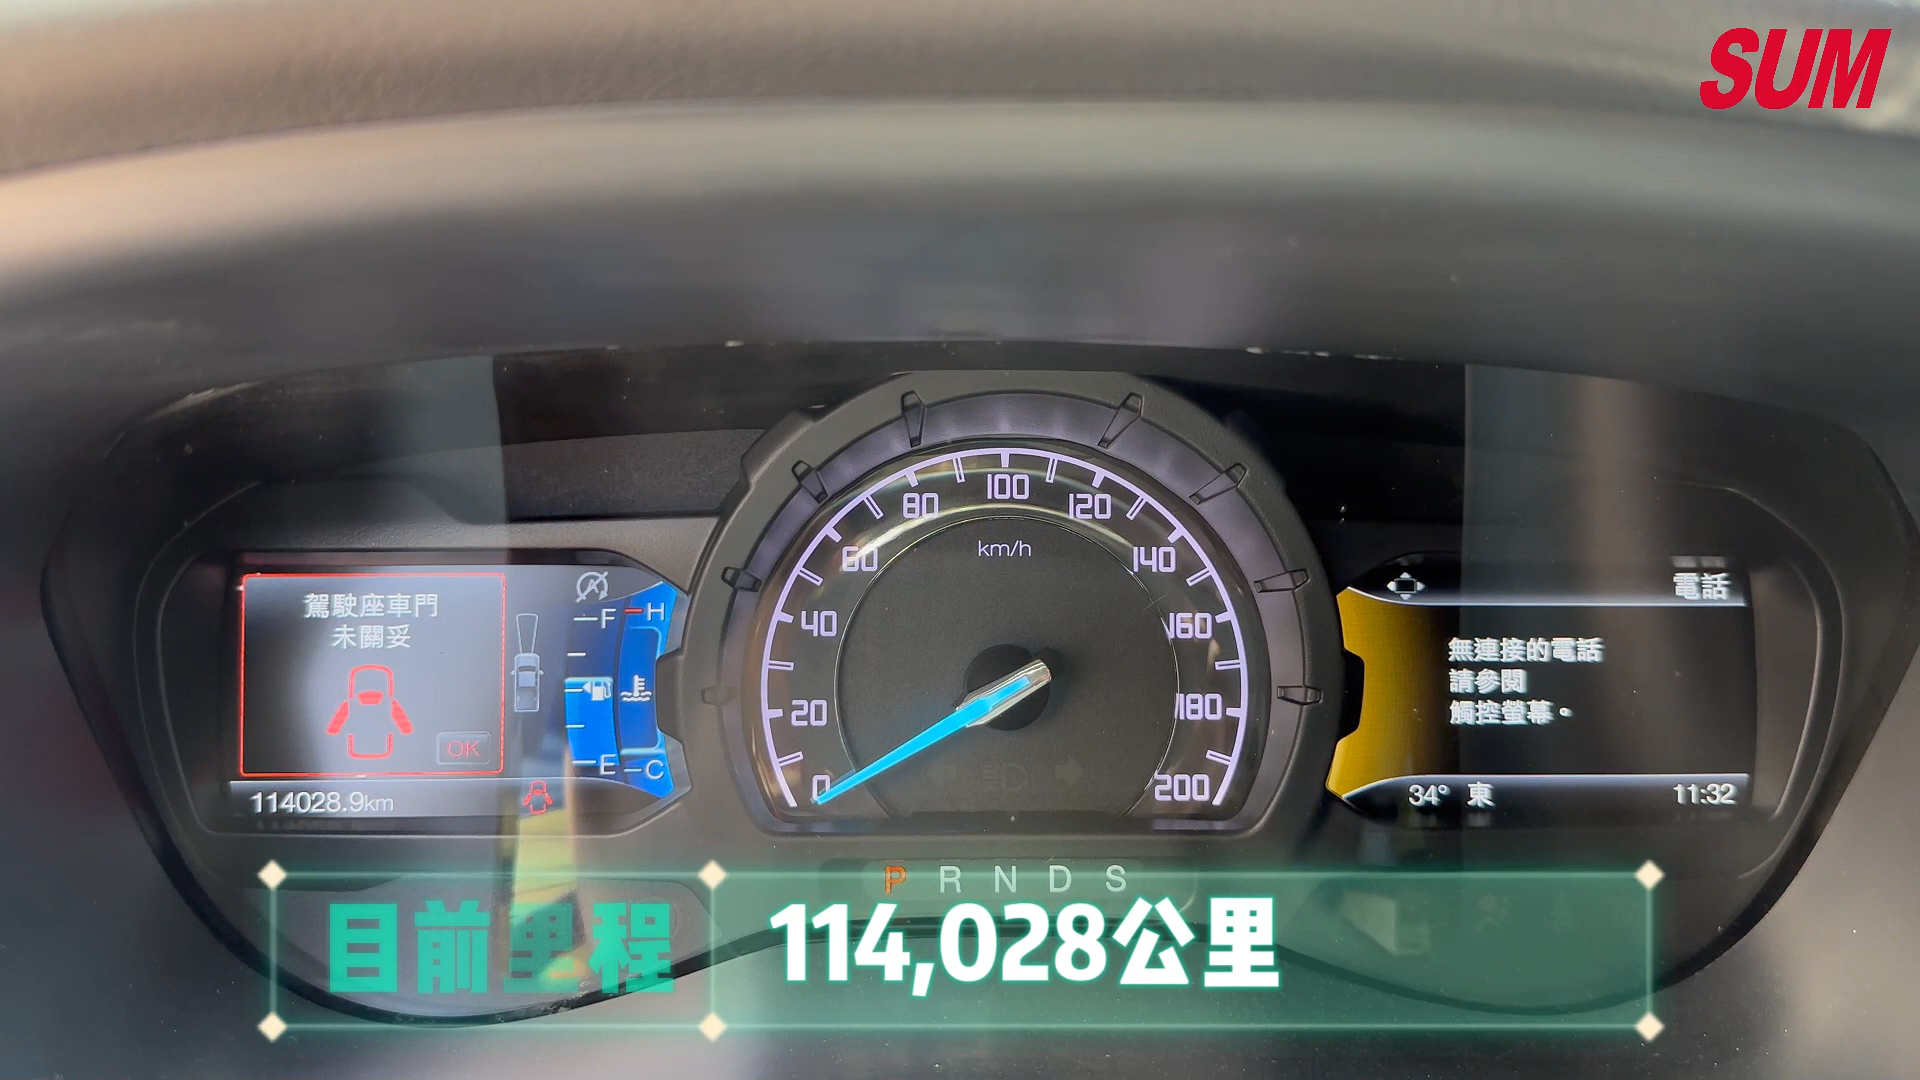 SUM
駕駛座車門
未關妥
OK
114028.9km
F
H
E
C
0
20
40
60
80
100
120
140
160
180
200
km/h
P R N D S
電話
無連接的電話
請參閱
觸控螢幕。
34° 東
11:32
目前里程
114,028公里